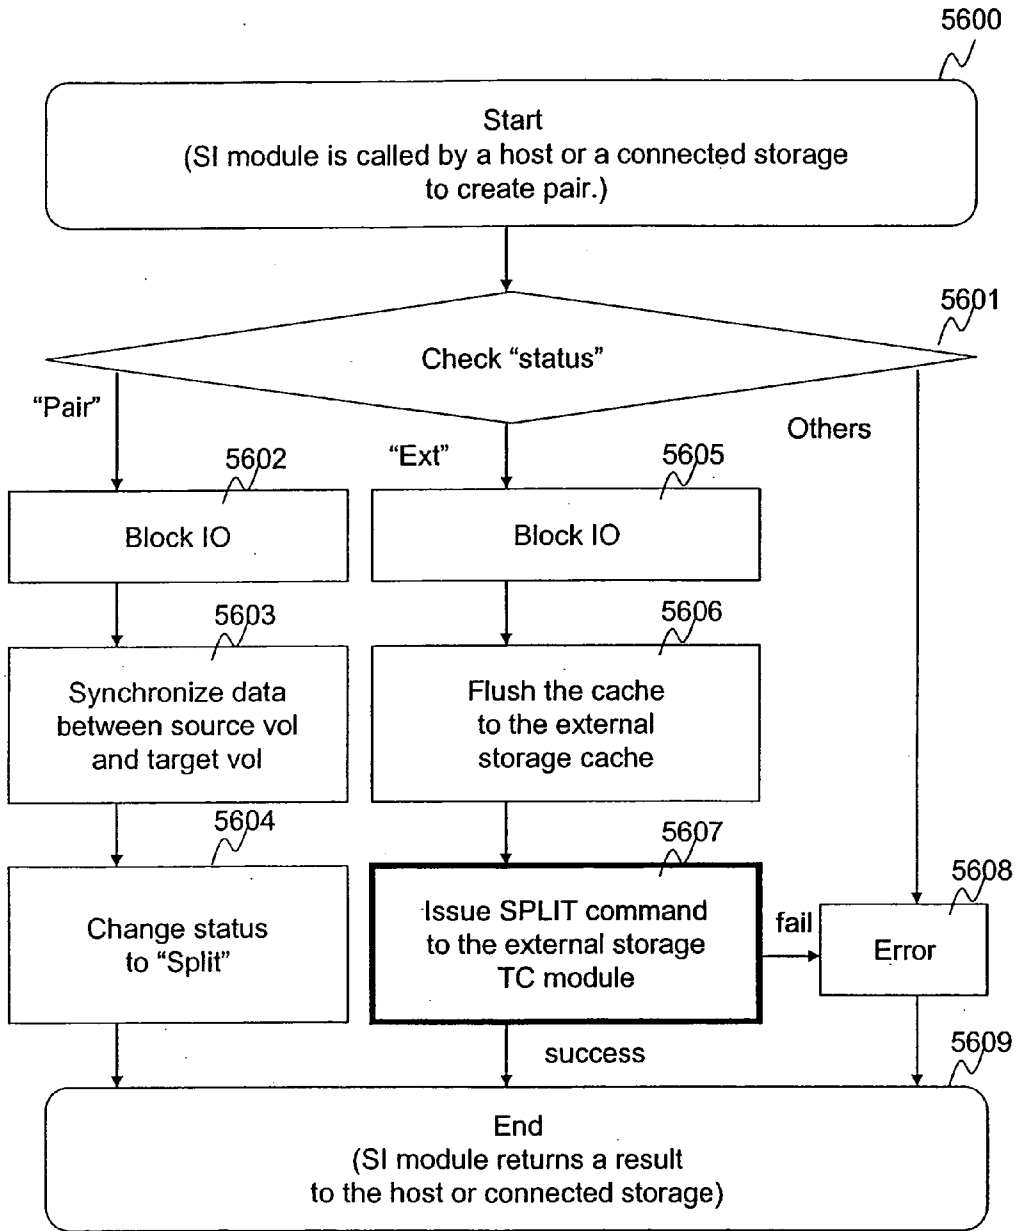 5600
Start
(SI module is called by a host or a connected storage
to create pair.)
5601
Check “status”
“Pair”
“Ext”
Others
5602
Block IO
5605
Block IO
5603
Synchronize data
between source vol
and target vol
5606
Flush the cache
to the external
storage cache
5604
Change status
to “Split”
5607
Issue SPLIT command
to the external storage
TC module
fail
5608
Error
success
5609
End
(SI module returns a result
to the host or connected storage)